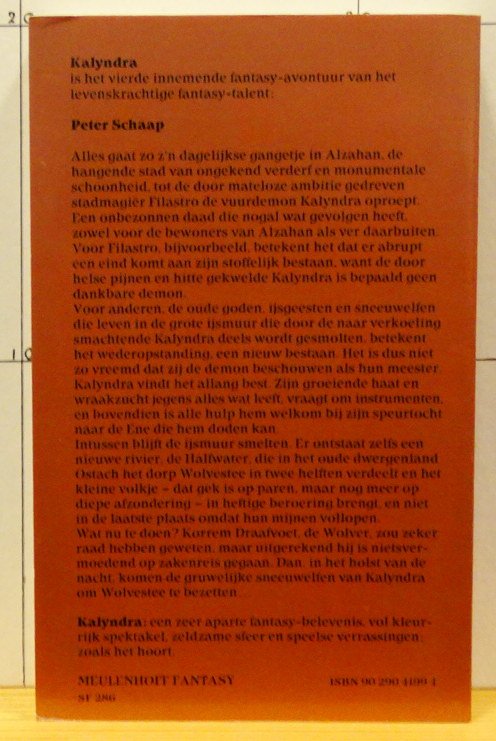 20
10
Kalyndra
is het vierde innemende fantasy-avontuur van het
levenskrachtige fantasy-talent:
Peter Schaap
Alles gaat zo z'n dagelijkse gangetje in Alzahan, de
hangende stad van ongekend verderf en monumentale
schoonheid, tot de door mateloze ambitie gedreven
stadmagiër Filastro de vuurdemon Kalyndra oproept.
Een onbezonnen daad die nogal wat gevolgen heeft,
zowel voor de bewoners van Alzahan als ver daarbuiten.
Voor Filastro, bijvoorbeeld, betekent het dat er abrupt
een eind komt aan zijn stoffelijk bestaan, want de door
helse pijnen en hitte gekwelde Kalyndra is bepaald geen
dankbare demon.
Voor anderen, de oude goden, ijsgeesten en sneeuwelfen
die leven in de grote ijsmuur die door de naar verkoeling
smachtende Kalyndra deels wordt gesmolten, betekent
het wederopstanding, een nieuw bestaan. Het is dus niet
zo vreemd dat zij de demon beschouwen als hun meester.
Kalyndra vindt het allang best. Zijn groeiende haat en
wraakzucht jegens alles wat leeft, vraagt om instrumenten,
en bovendien is alle hulp hem welkom bij zijn speurtocht
naar de Ene die hem doden kan.
Intussen blijft de ijsmuur smelten. Er ontstaat zelfs een
nieuwe rivier, de Halfwater, die in het oude dwergenland
Ostach het dorp Wolvestee in twee helften verdeelt en het
kleine volkje – dat gek is op paren, maar nog meer op
diepe afzondering – in heftige beroering brengt, en niet
in de laatste plaats omdat hun mijnen vollopen.
Wat nu te doen? Korrem Draafvoet, de Wolver, zou zeker
raad hebben geweten, maar uitgerekend hij is nietsver-
moedend op zakenreis gegaan. Dan, in het holst van de
nacht, komen de gruwelijke sneeuwelfen van Kalyndra
om Wolvestee te bezetten...
Kalyndra: een zeer aparte fantasy-belevenis, vol kleur-
rijk spektakel, zeldzame sfeer en speelse verrassingen;
zoals het hoort.
MEULENHOFF FANTASY ISBN 90 290 4199 4
SF 286